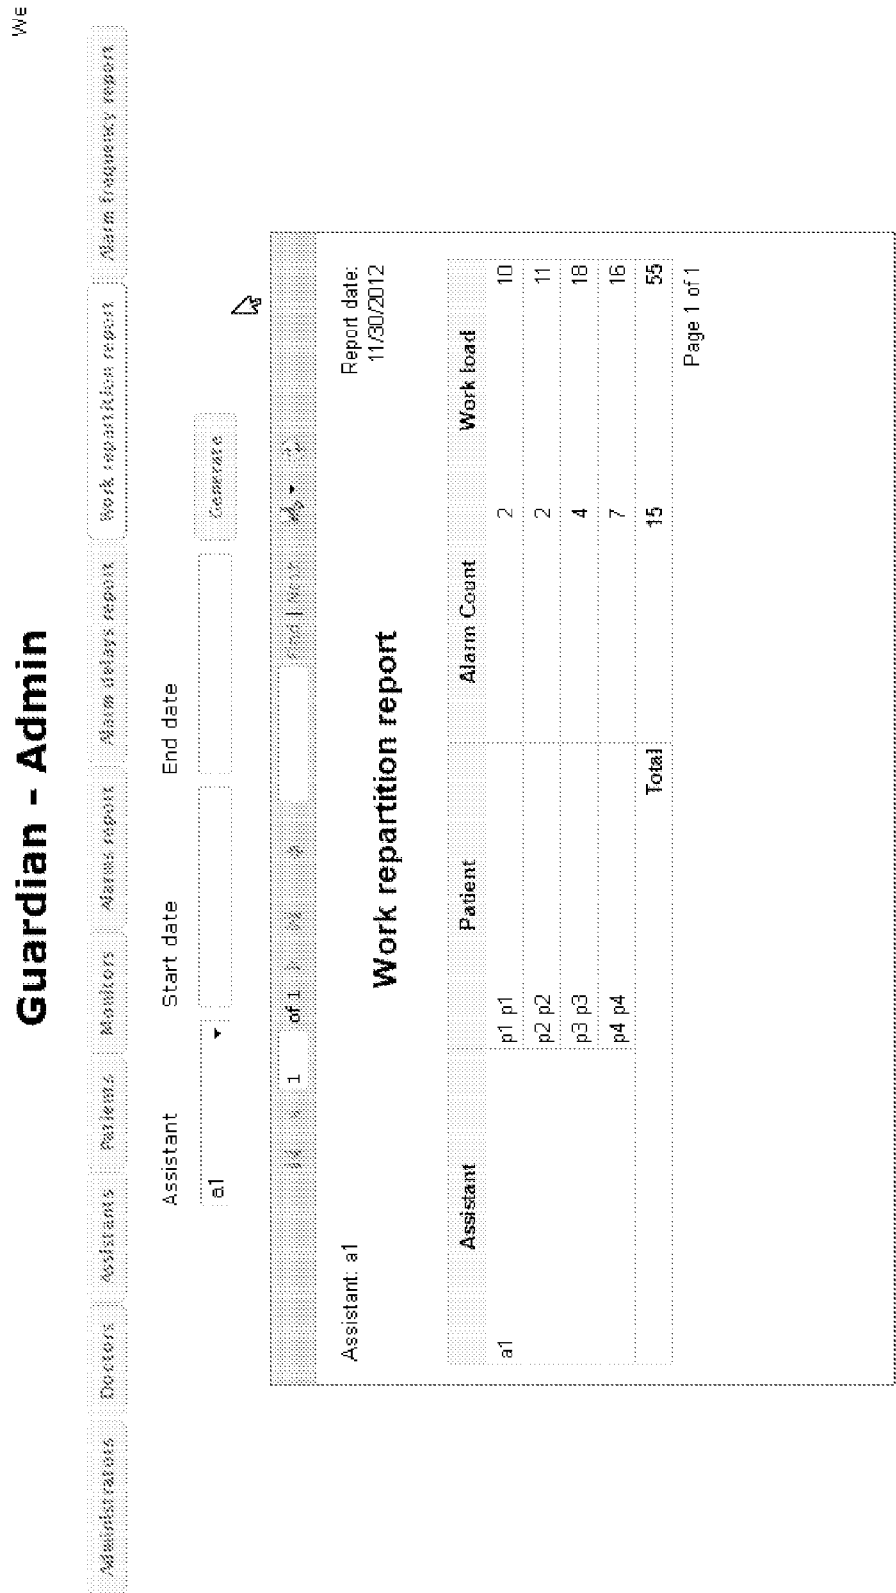 We
Guardian - Admin
Administrators Doctors Assistants Patients Monitors Alarms report Alarm delays report Work repartition report Alarm frequency report
Assistant Start date End date
a1 Generate
1 of 1 Find | Next
Assistant: a1 Report date:
11/30/2012
Work repartition report
Assistant Patient Alarm Count Work load
a1 p1 p1 2 10
p2 p2 2 11
p3 p3 4 18
p4 p4 7 16
Total 15 55
Page 1 of 1